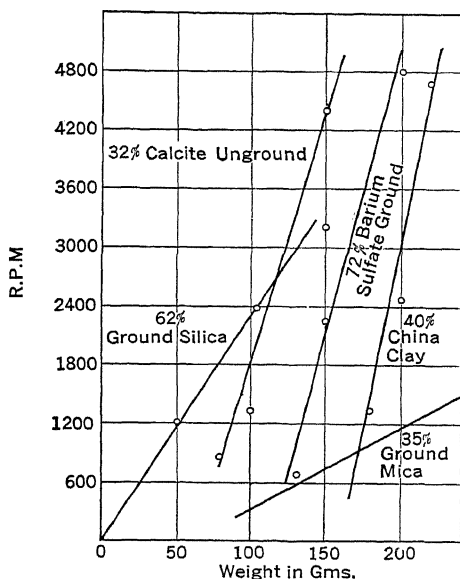 4800
4200
32% Calcite Unground
3600
R.P.M
3000
2400
1800
1200
600
62%
Ground Silica
72% Barium
Sulfate Ground
40%
China
Clay
35%
Ground
Mica
0 50 100 150 200
Weight in Gms.